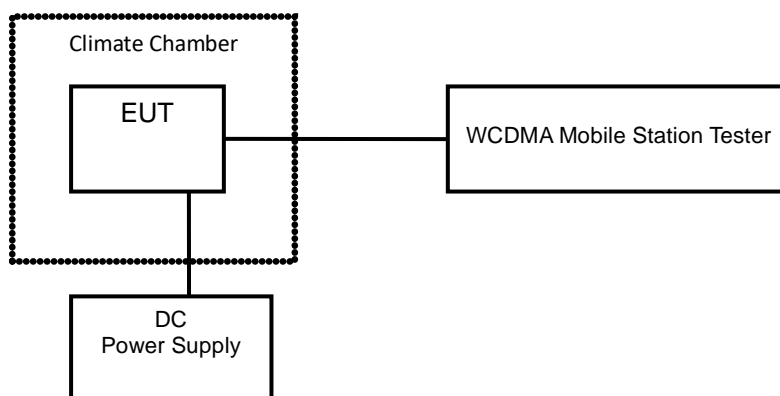 Climate Chamber
EUT
WCDMA Mobile Station Tester
DC
Power Supply